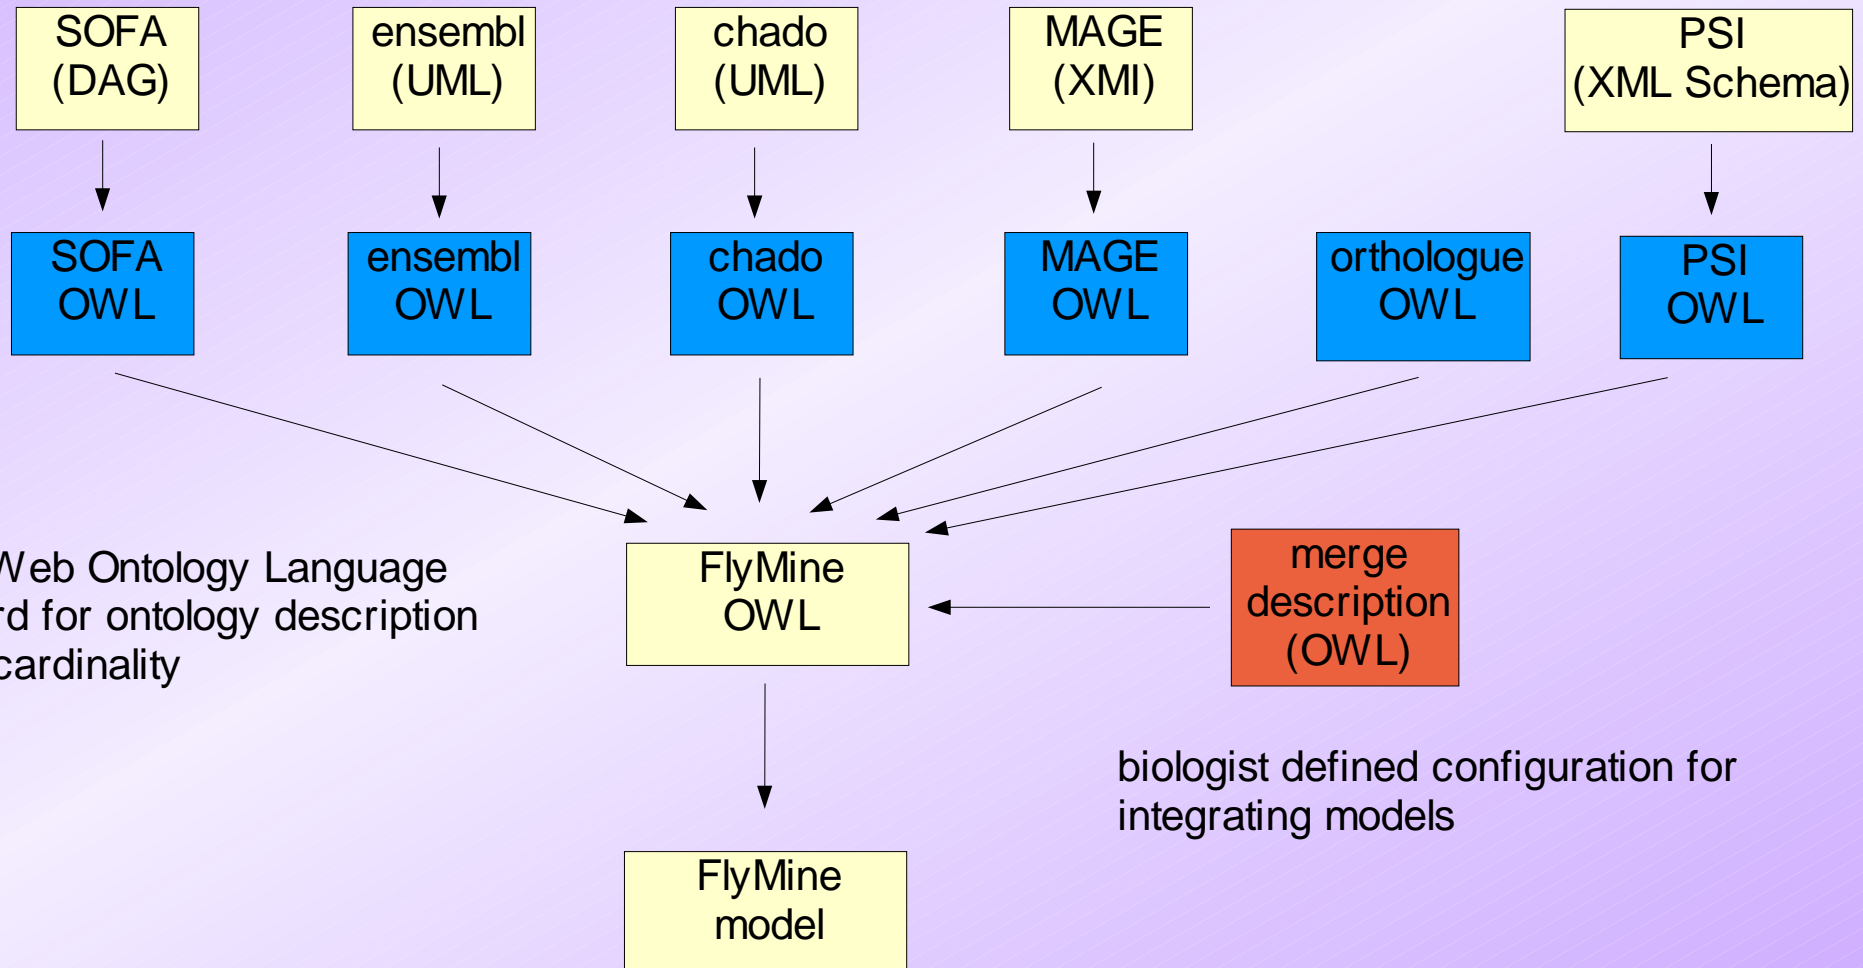 SOFA
(DAG)
ensembl
(UML)
chado
(UML)
MAGE
(XMI)
PSI
(XML Schema)
SOFA
OWL
ensembl
OWL
chado
OWL
MAGE
OWL
orthologue
OWL
PSI
OWL
Web Ontology Language
rd for ontology description
cardinality
FlyMine
OWL
merge
description
(OWL)
biologist defined configuration for
integrating models
FlyMine
model